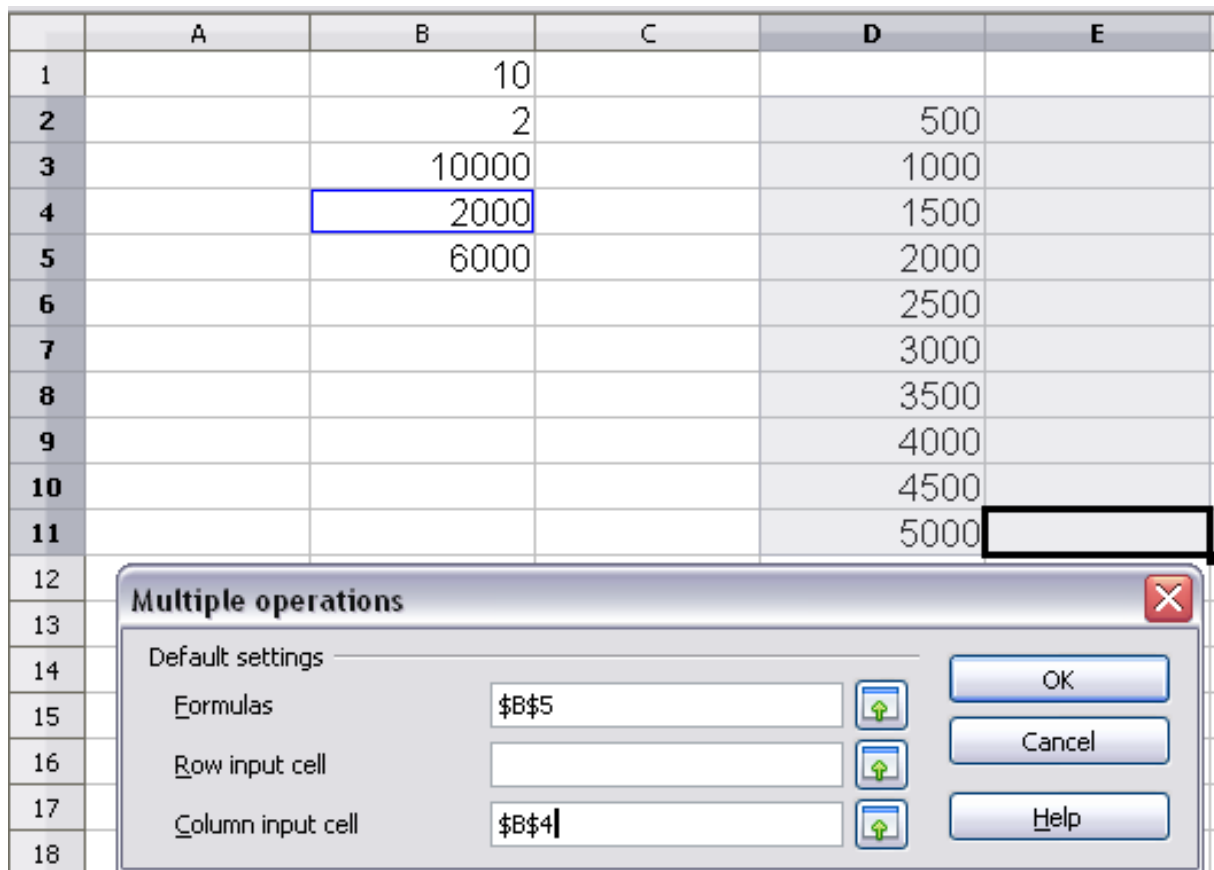 A B C D E
1 10
2 2 500
3 10000 1000
4 2000 1500
5 6000 2000
6 2500
7 3000
8 3500
9 4000
10 4500
11 5000
12
13
14
15
16
17
18
Multiple operations
Default settings
Formulas $B$5
Row input cell
Column input cell $B$4
OK
Cancel
Help